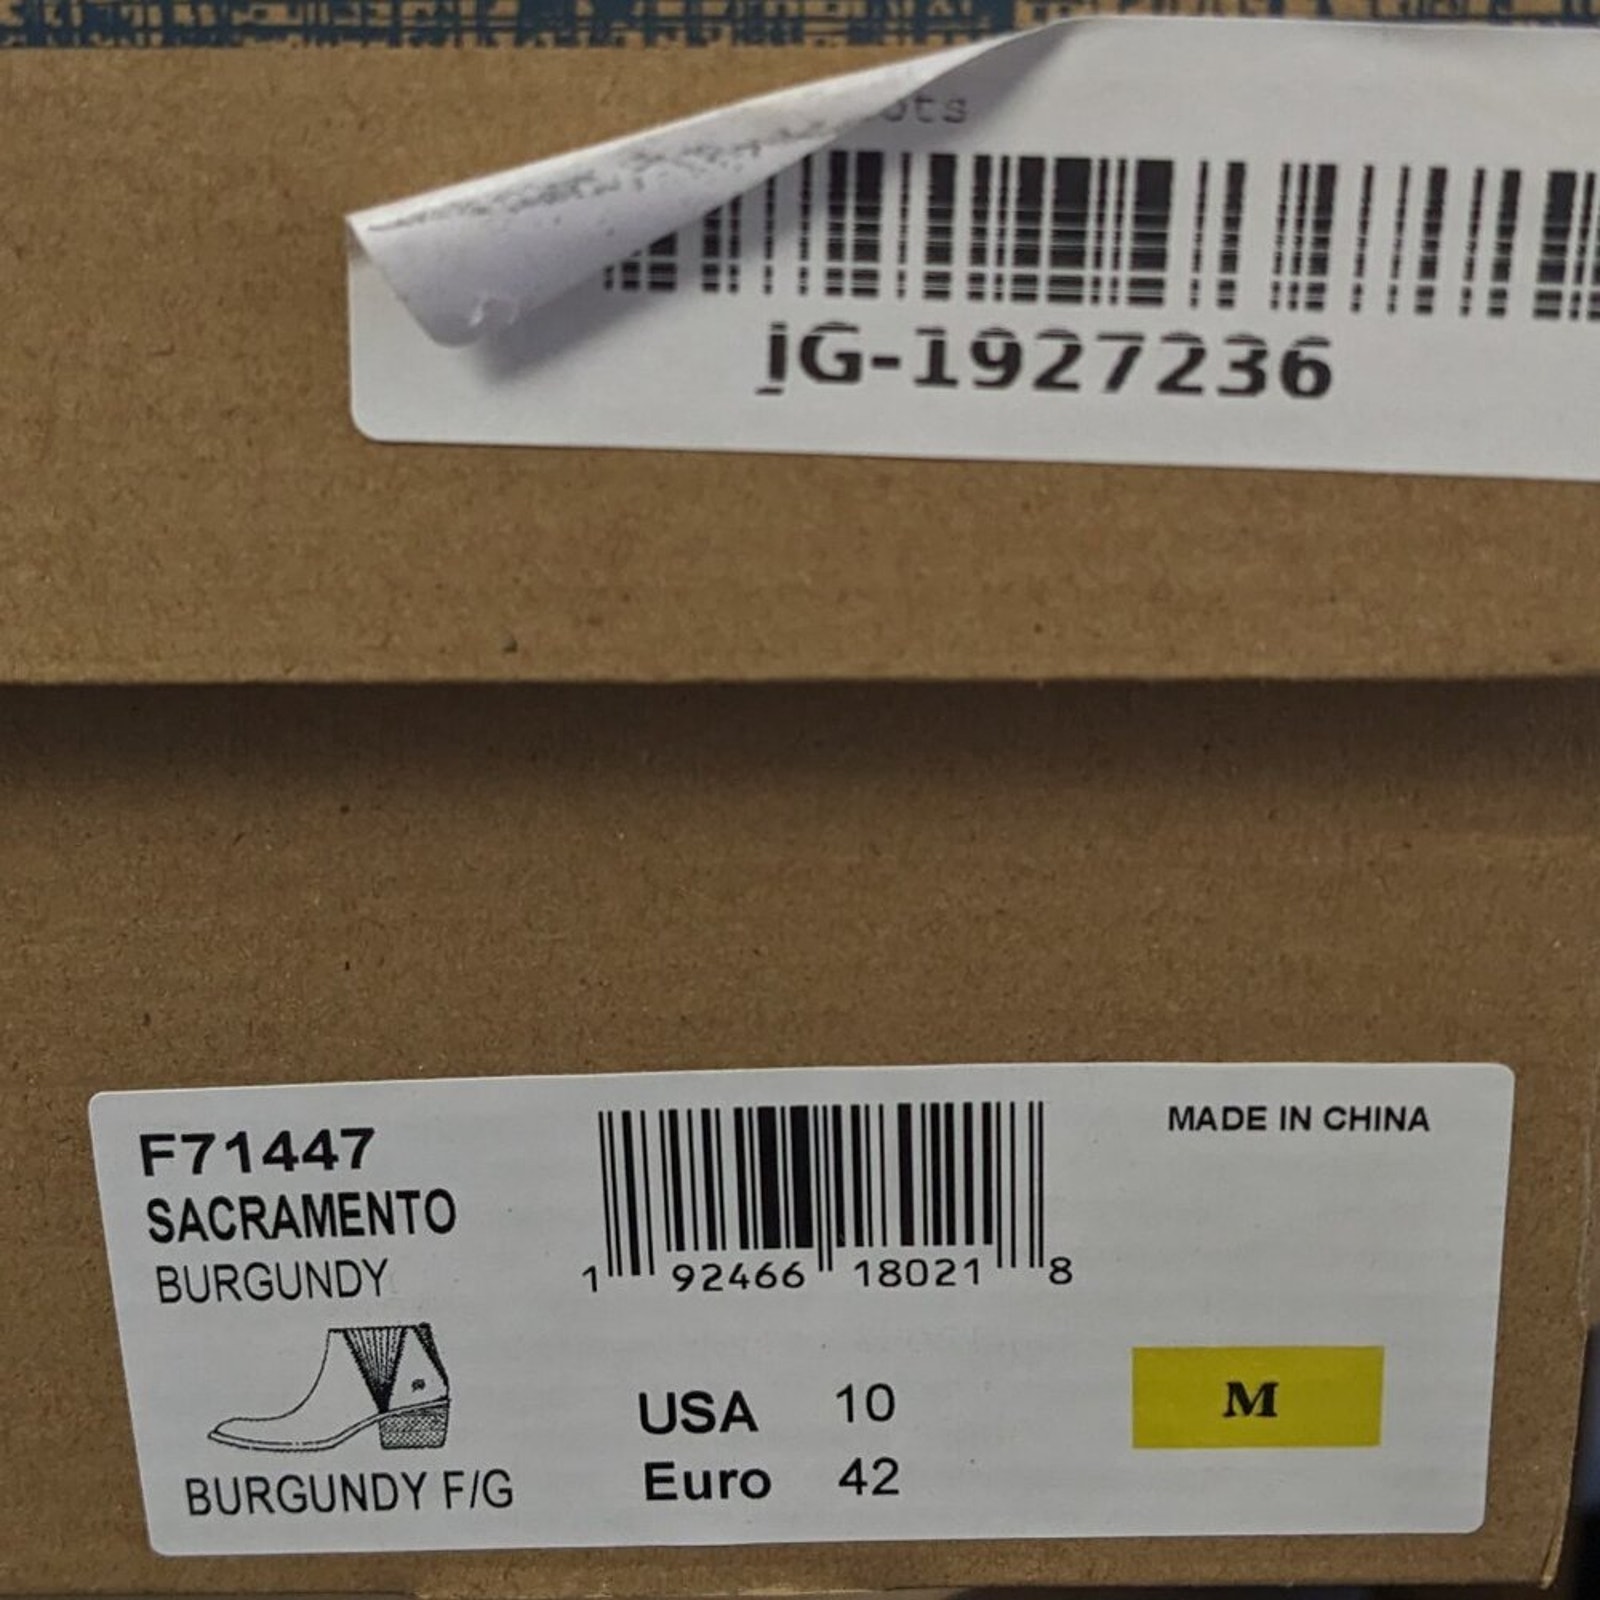 jG-1927236
F71447
SACRAMENTO
BURGUNDY
1 92466 18021 8
MADE IN CHINA
BURGUNDY F/G
USA 10
Euro 42
M